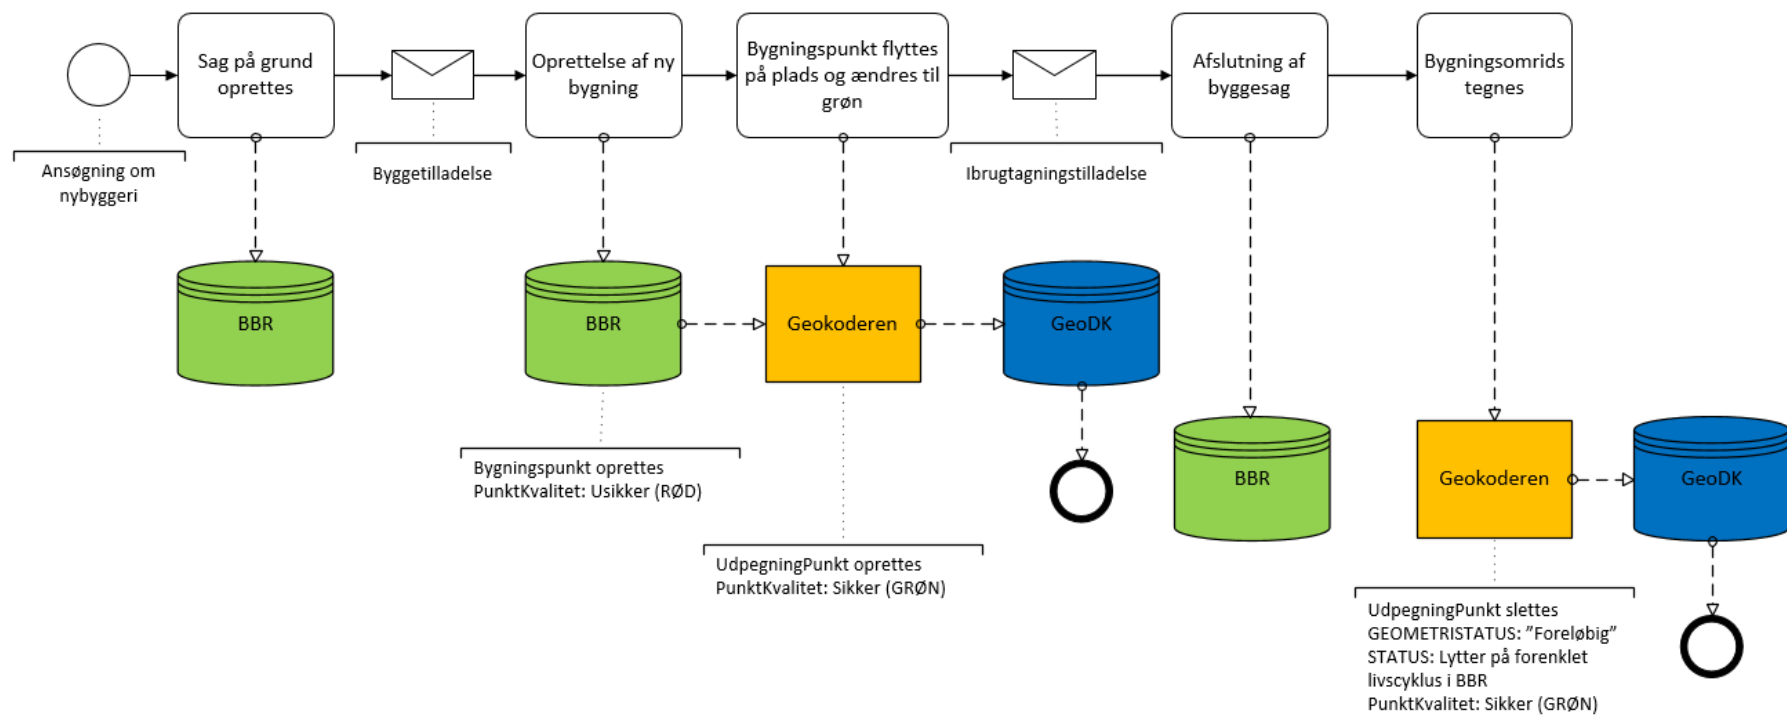 Sag på grund
oprettes
Oprettelse af ny
bygning
Bygningspunkt flyttes
på plads og ændres til
grøn
Afslutning af
byggesag
Bygningsomrids
tegnes
Ansøgning om
nybyggeri
Byggetilladelse
Ibrugtagningstilladelse
BBR
BBR
Geokoderen
GeoDK
Bygningspunkt oprettes
PunktKvalitet: Usikker (RØD)
UdpegningPunkt oprettes
PunktKvalitet: Sikker (GRØN)
BBR
Geokoderen
GeoDK
UdpegningPunkt slettes
GEOMETRISTATUS: ”Foreløbig”
STATUS: Lytter på forenklet
livscyklus i BBR
PunktKvalitet: Sikker (GRØN)